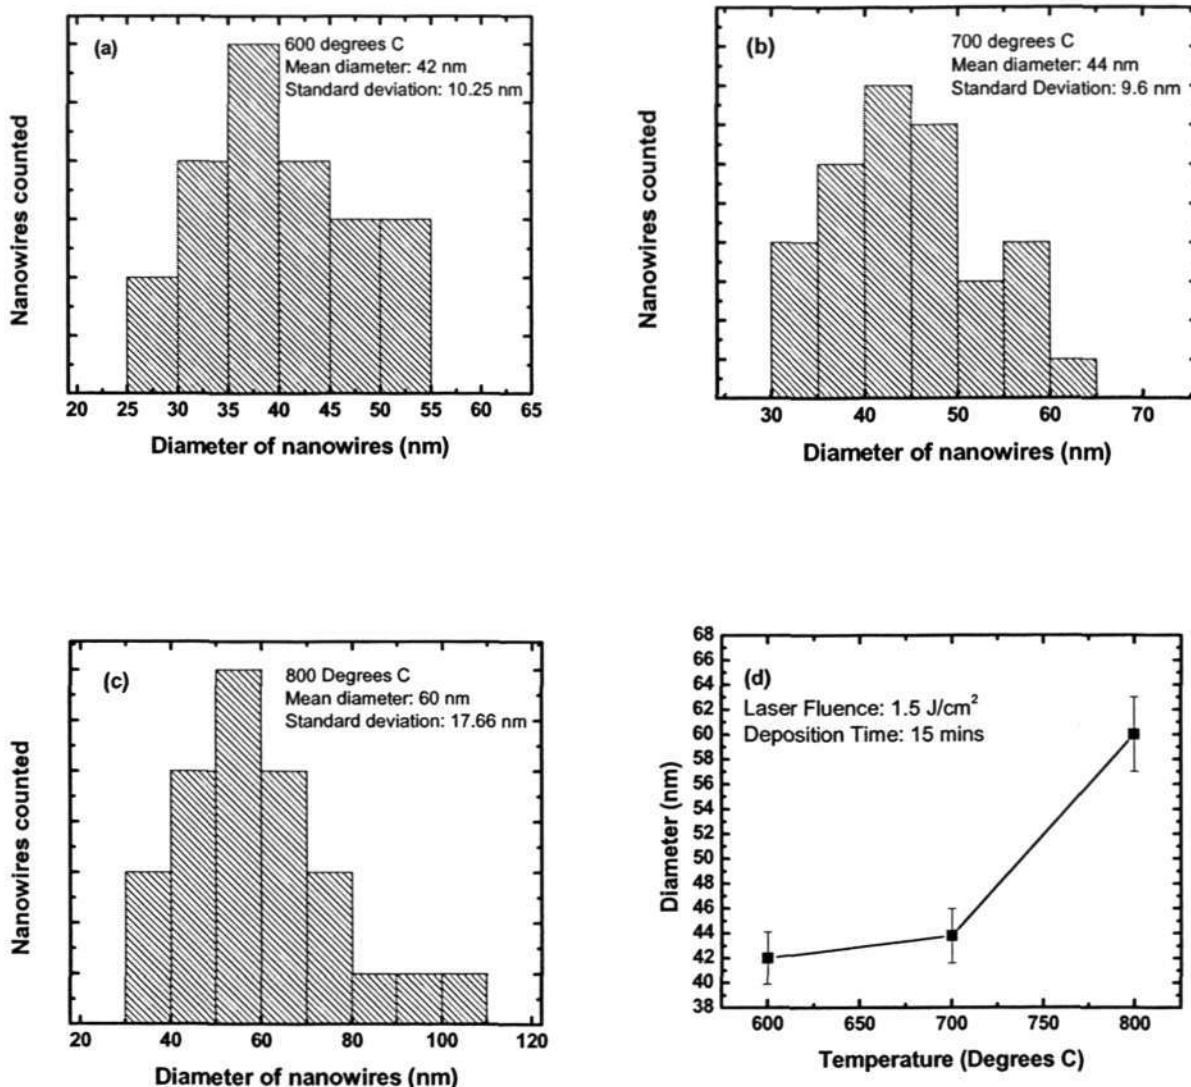 (a)
600 degrees C
Mean diameter: 42 nm
Standard deviation: 10.25 nm
Nanowires counted
20 25 30 35 40 45 50 55 60 65
Diameter of nanowires (nm)
(b)
700 degrees C
Mean diameter: 44 nm
Standard Deviation: 9.6 nm
Nanowires counted
30 40 50 60 70
Diameter of nanowires (nm)
(c)
800 Degrees C
Mean diameter: 60 nm
Standard deviation: 17.66 nm
Nanowires counted
20 40 60 80 100 120
Diameter of nanowires (nm)
(d)
Laser Fluence: 1.5 J/cm²
Deposition Time: 15 mins
Diameter (nm)
68
66
64
62
60
58
56
54
52
50
48
46
44
42
40
38
600 650 700 750 800
Temperature (Degrees C)